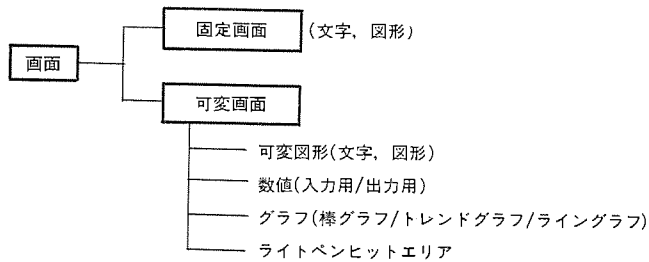 固定画面 (文字，図形)
画面
可変画面
可変図形(文字，図形)
数値(入力用/出力用)
グラフ(棒グラフ/トレンドグラフ/ライングラフ)
ライトペンヒットエリア